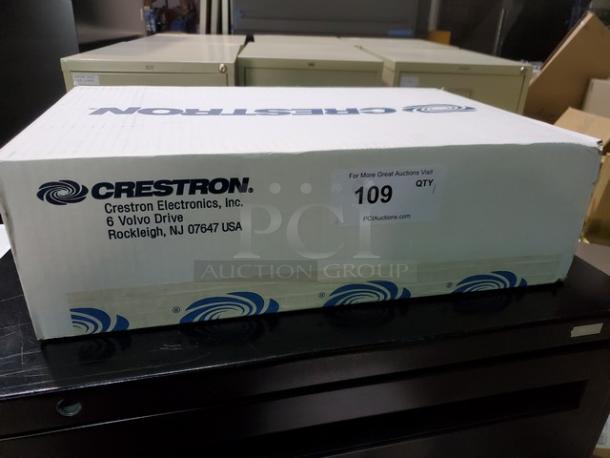 CRESTRON
CRESTRON.
Crestron Electronics, Inc.
6 Volvo Drive
Rockleigh, NJ 07647 USA
For More Great Auctions Visit
109
QTY
PCIAuctions.com
PCI
AUCTION GROUP
®
®
®
®